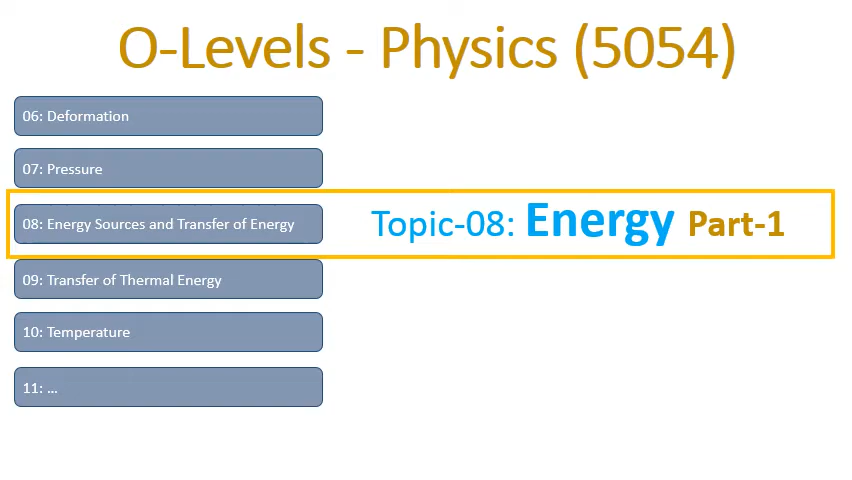 O-Levels - Physics (5054)
06: Deformation
07: Pressure
08: Energy Sources and Transfer of Energy
Topic-08: Energy Part-1
09: Transfer of Thermal Energy
10: Temperature
11: ...